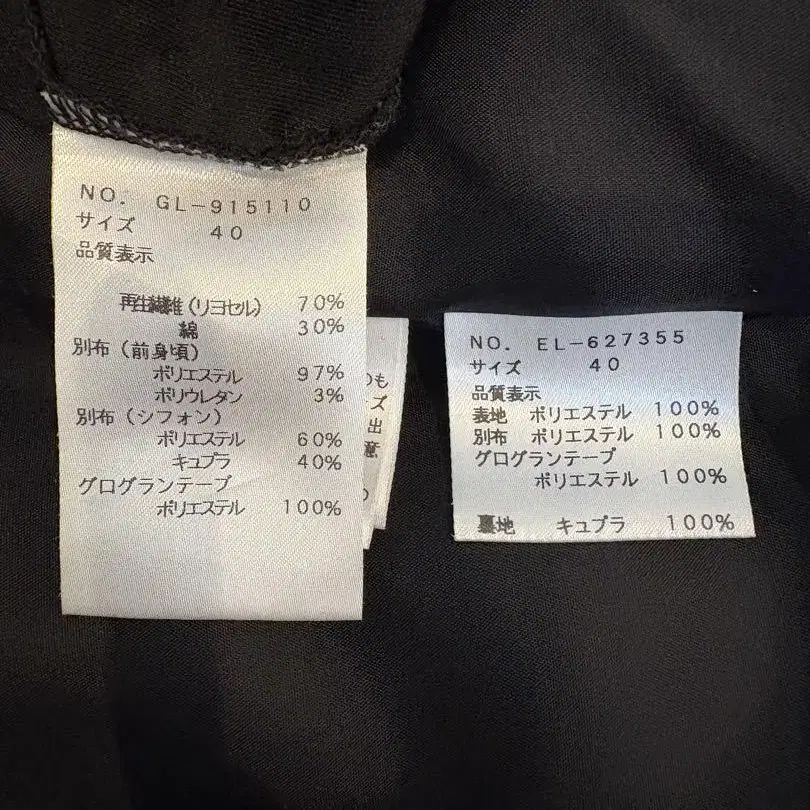 NO. GL-915110
サイズ 40
品質表示
再生繊維(リヨセル) 70%
綿 30%
別布(前身頃)
ポリエステル 97%
ポリウレタン 3%
別布(シフォン)
ポリエステル 60%
キュプラ 40%
グログランテープ
ポリエステル 100%
のも
ズ
出
意
NO. EL-627355
サイズ 40
品質表示
表地 ポリエステル 100%
別布 ポリエステル 100%
グログランテープ
ポリエステル 100%
裏地 キュプラ 100%